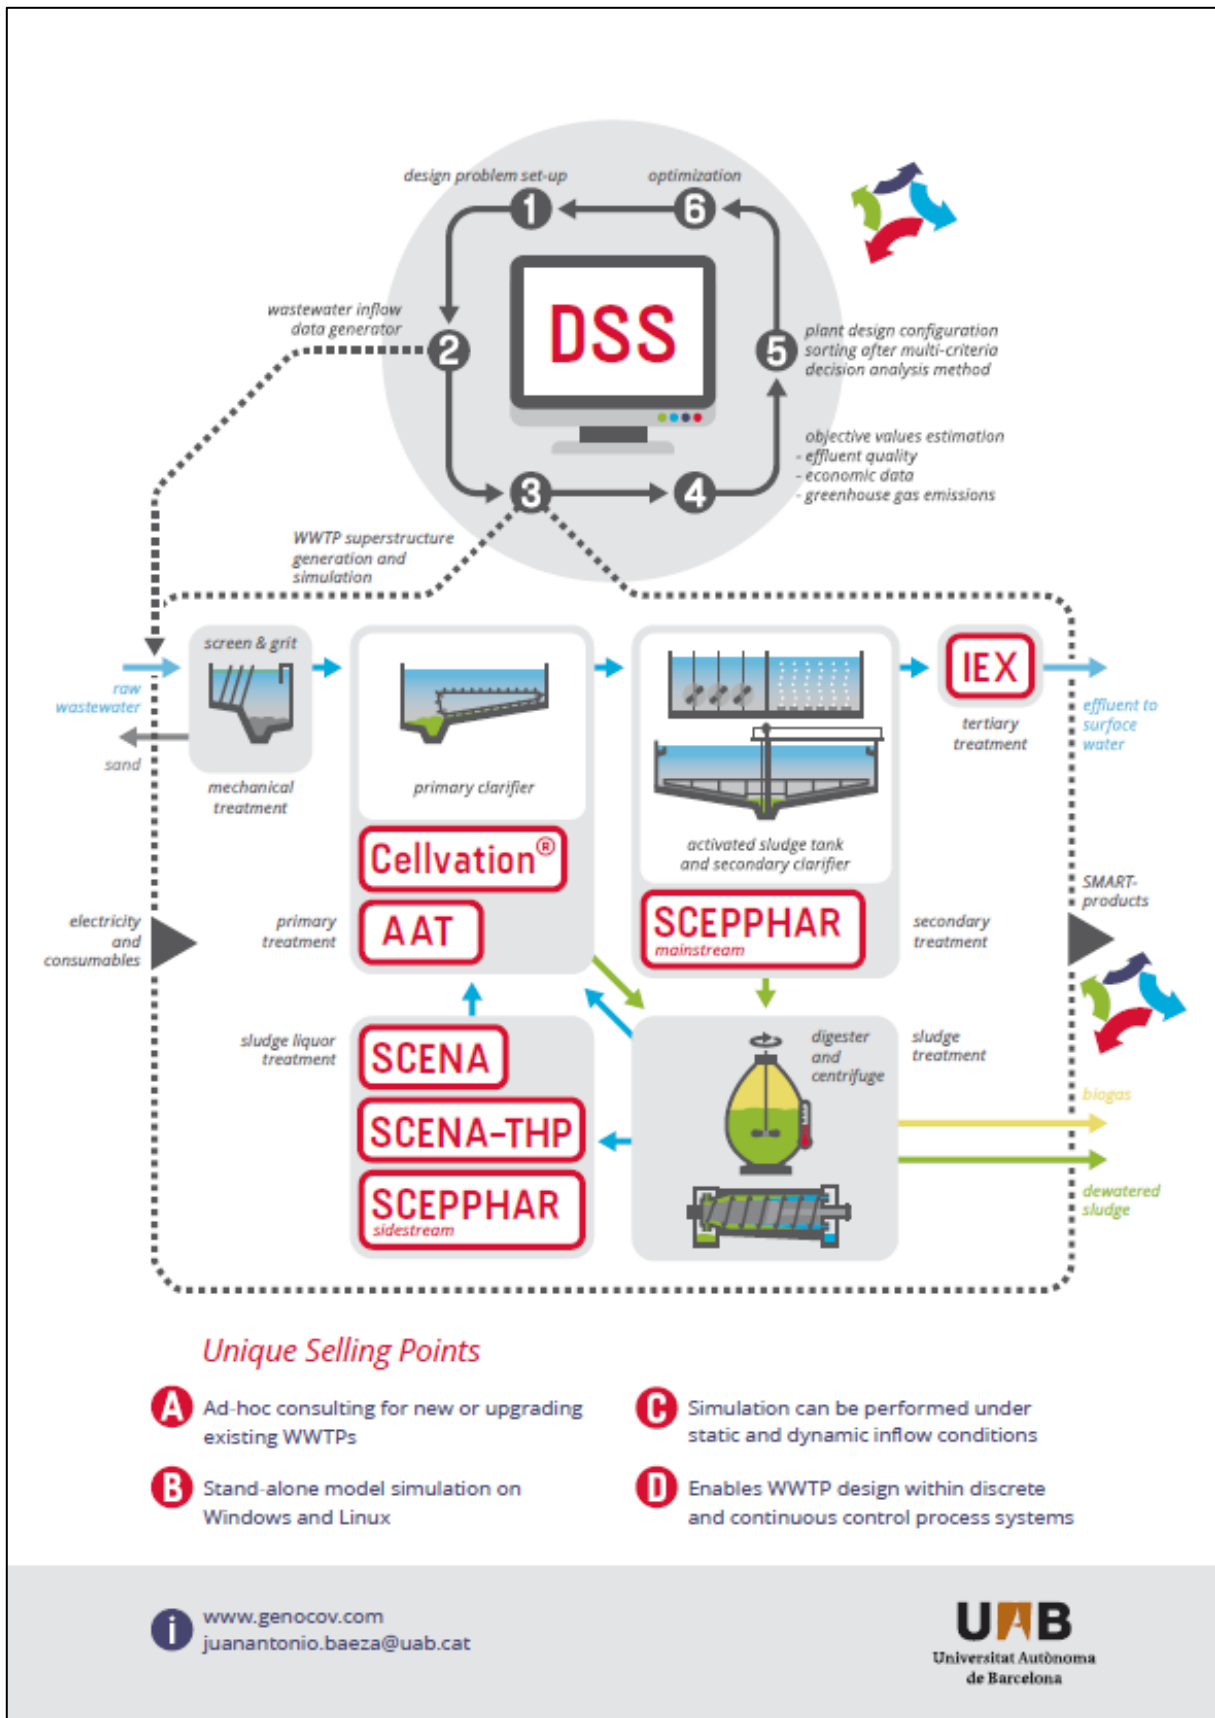 design problem set-up
optimization
1
6
DSS
wastewater inflow
data generator
2
5
plant design configuration
sorting after multi-criteria
decision analysis method
objective values estimation
- effluent quality
- economic data
- greenhouse gas emissions
3
4
WWTP superstructure
generation and
simulation
screen & grit
raw
wastewater
sand
mechanical
treatment
primary clarifier
Cellvation®
AAT
primary
treatment
activated sludge tank
and secondary clarifier
SCEPPHAR
mainstream
secondary
treatment
IEX
tertiary
treatment
effluent to
surface
water
electricity
and
consumables
SMART-
products
sludge liquor
treatment
SCENA
SCENA-THP
SCEPPHAR
sidestream
digester
and
centrifuge
sludge
treatment
biogas
dewatered
sludge
Unique Selling Points
A Ad-hoc consulting for new or upgrading
existing WWTPs
B Stand-alone model simulation on
Windows and Linux
C Simulation can be performed under
static and dynamic inflow conditions
D Enables WWTP design within discrete
and continuous control process systems
i
www.genocov.com
juanantonio.baeza@uab.cat
UAB
Universitat Autònoma
de Barcelona